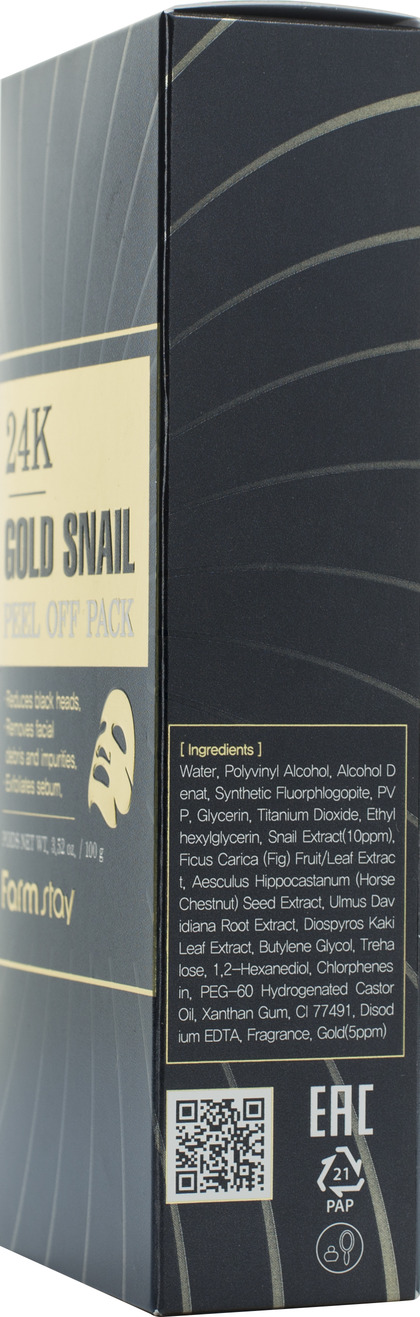 24K
GOLD SNAIL
PEEL OFF PACK
Reduces black heads,
Removes facial
debris and impurities,
Exfoliates sebum,
POIDS NET WT, 3,52 oz, / 100 g
Farmstay
[ Ingredients ]
Water, Polyvinyl Alcohol, Alcohol D
enat, Synthetic Fluorphlogopite, PV
P, Glycerin, Titanium Dioxide, Ethyl
hexylglycerin, Snail Extract(10ppm),
Ficus Carica (Fig) Fruit/Leaf Extrac
t, Aesculus Hippocastanum (Horse
Chestnut) Seed Extract, Ulmus Dav
idiana Root Extract, Diospyros Kaki
Leaf Extract, Butylene Glycol, Treha
lose, 1,2-Hexanediol, Chlorphenes
in, PEG-60 Hydrogenated Castor
Oil, Xanthan Gum, CI 77491, Disod
ium EDTA, Fragrance, Gold(5ppm)
EAC
21
PAP